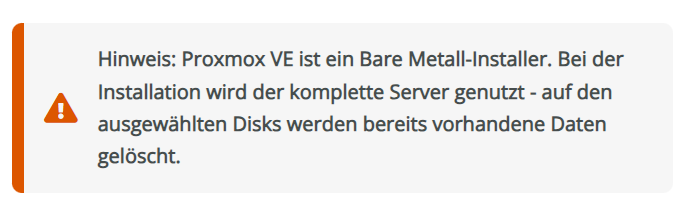 Hinweis: Proxmox VE ist ein Bare Metall-Installer. Bei der
Installation wird der komplette Server genutzt - auf den
ausgewählten Disks werden bereits vorhandene Daten
gelöscht.